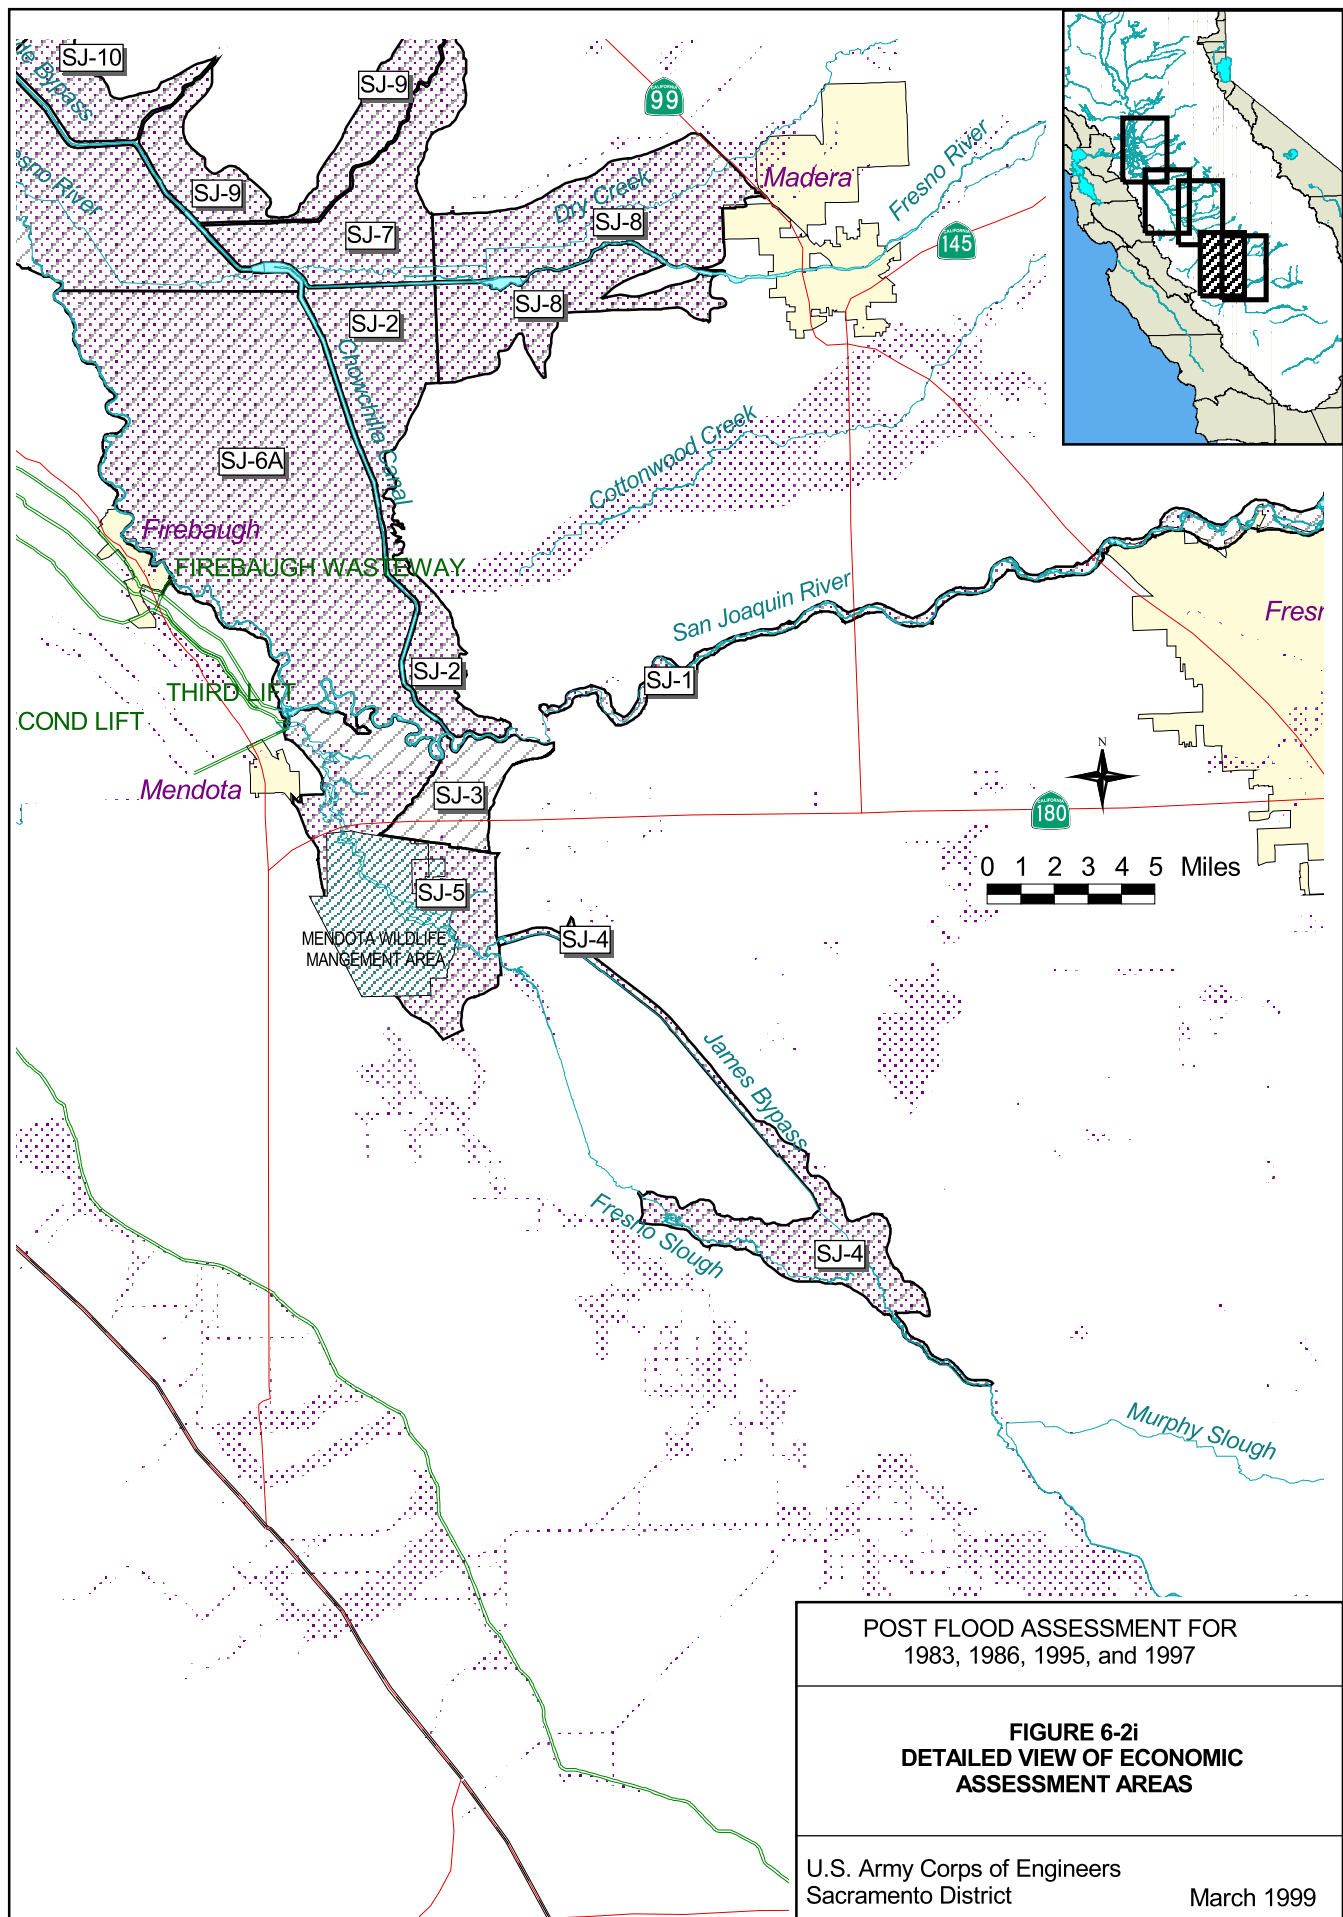 SJ-10
SJ-9
le Bypass
CALIFORNIA
99
Fresno River
Madera
Dry Creek
SJ-9
SJ-8
SJ-7
esno River
CALIFORNIA
145
SJ-8
SJ-2
Chowchilla Canal
SJ-6A
Cottonwood Creek
Firebaugh
FIREBAUGH WASTEWAY
San Joaquin River
Fresn
SJ-2
SJ-1
THIRD LIFT
COND LIFT
N
Mendota
SJ-3
CALIFORNIA
180
0 1 2 3 4 5 Miles
SJ-5
MENDOTA WILDLIFE
MANGEMENT AREA
SJ-4
James Bypass
Fresno Slough
SJ-4
Murphy Slough
POST FLOOD ASSESSMENT FOR
1983, 1986, 1995, and 1997
FIGURE 6-2i
DETAILED VIEW OF ECONOMIC
ASSESSMENT AREAS
U.S. Army Corps of Engineers
Sacramento District
March 1999